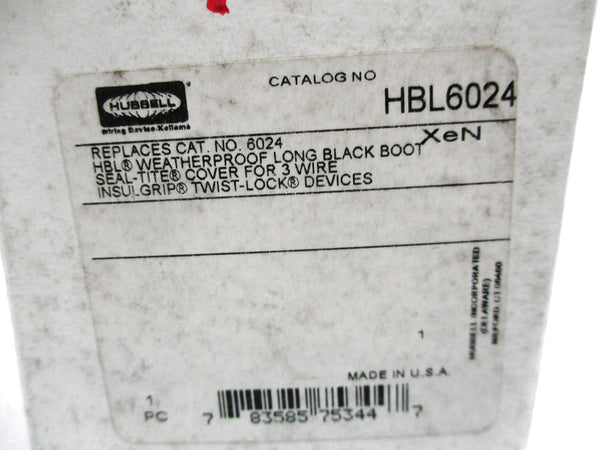 CATALOG NO
HBL6024
HUBBELL
Wiring Device-Kellems
XeN
REPLACES CAT. NO. 6024
HBL® WEATHERPROOF LONG BLACK BOOT
SEAL-TITE® COVER FOR 3 WIRE
INSULGRIP® TWIST-LOCK® DEVICES
HUBBELL INCORPORATED
(DELAWARE)
MILFORD, CT 06460
1
MADE IN U.S.A.
1
PC
7 83585 75344 7